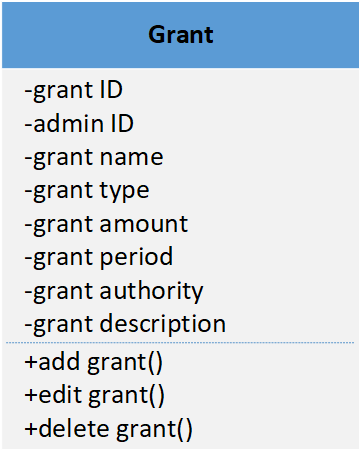 Grant
-grant ID
-admin ID
-grant name
-grant type
-grant amount
-grant period
-grant authority
-grant description
+add grant()
+edit grant()
+delete grant()